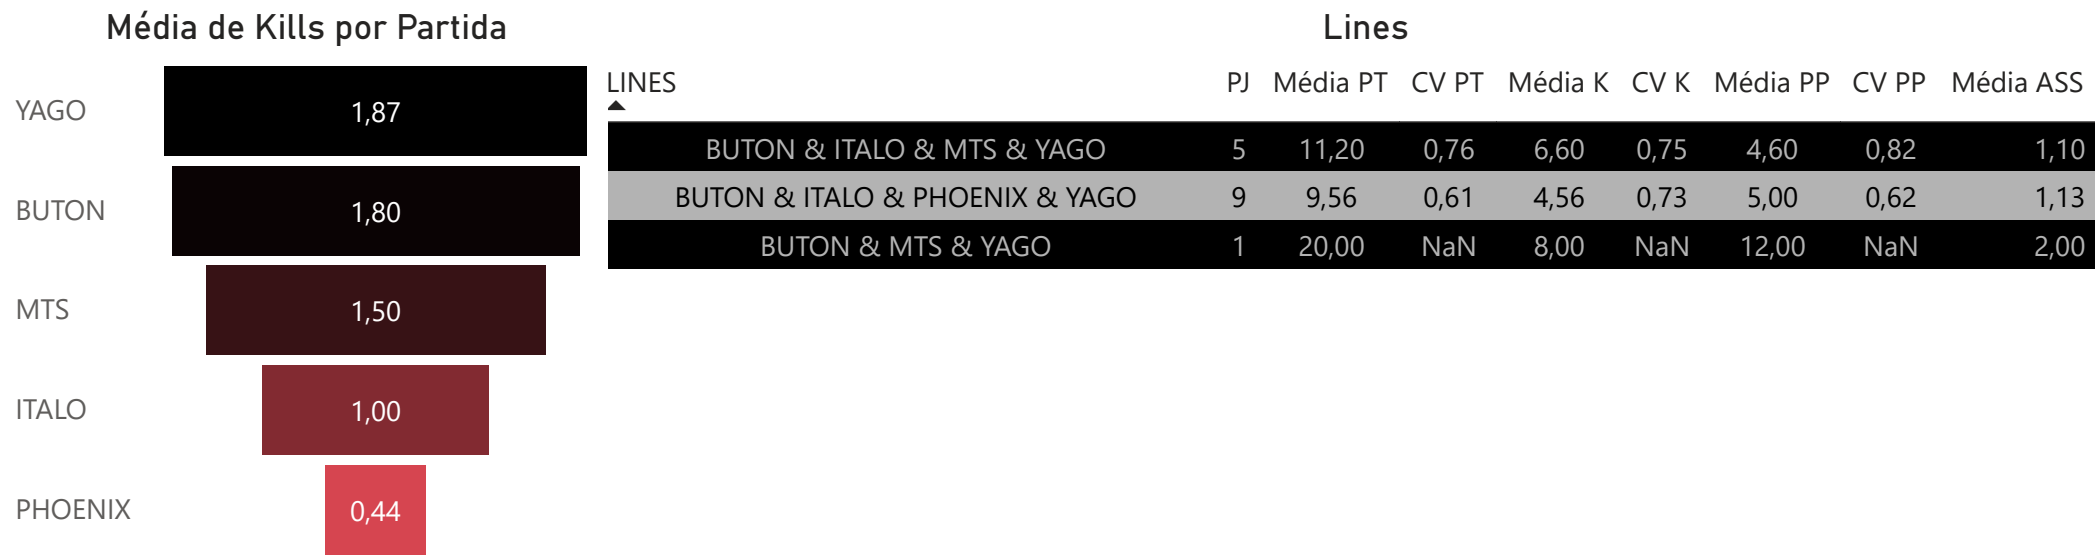 Média de Kills por Partida
YAGO 1,87
BUTON 1,80
MTS 1,50
ITALO 1,00
PHOENIX 0,44
Lines
LINES PJ Média PT CV PT Média K CV K Média PP CV PP Média ASS
BUTON & ITALO & MTS & YAGO 5 11,20 0,76 6,60 0,75 4,60 0,82 1,10
BUTON & ITALO & PHOENIX & YAGO 9 9,56 0,61 4,56 0,73 5,00 0,62 1,13
BUTON & MTS & YAGO 1 20,00 NaN 8,00 NaN 12,00 NaN 2,00